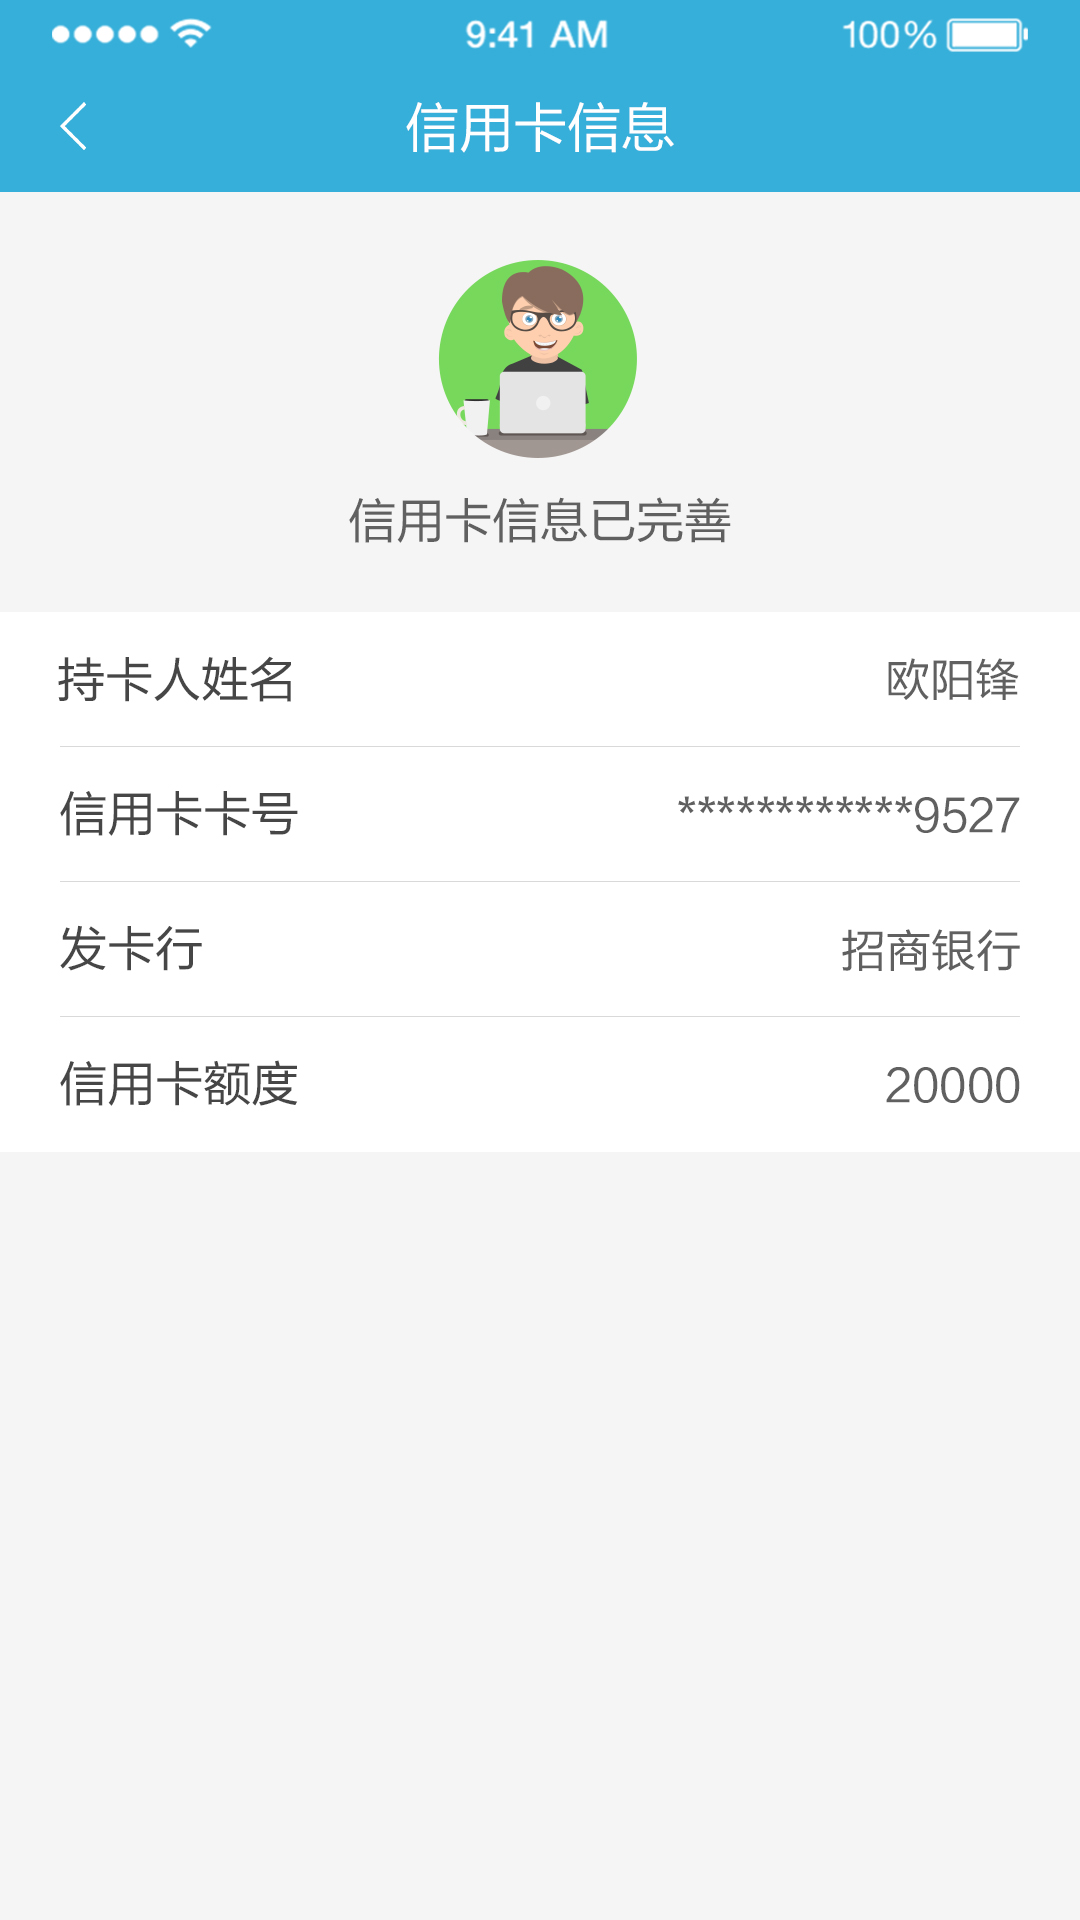 9:41 AM 100%
信用卡信息
信用卡信息已完善
持卡人姓名 欧阳锋
信用卡卡号 ************9527
发卡行 招商银行
信用卡额度 20000